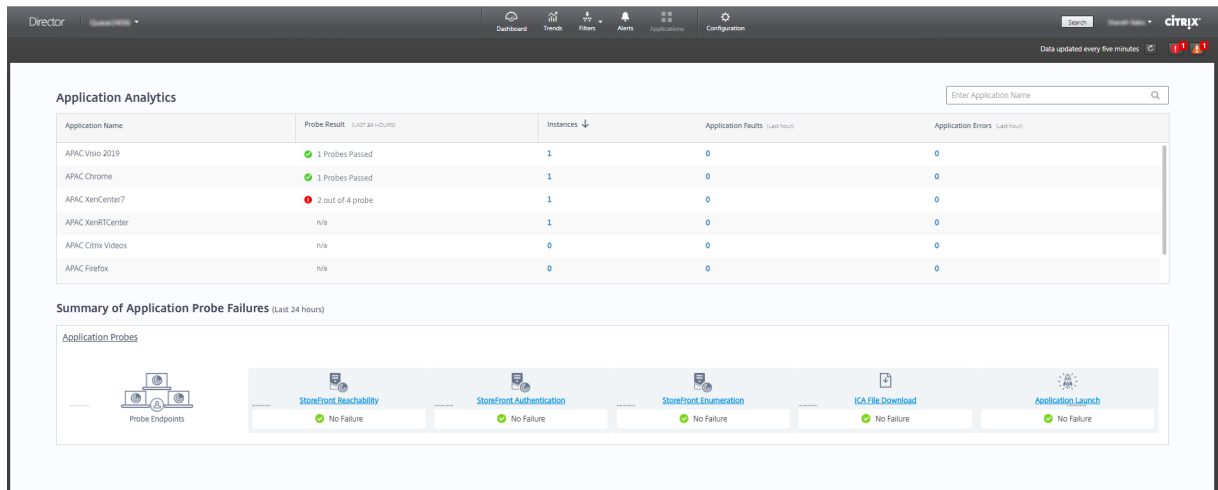 Director
Dashboard Trends Filters Alerts Applications Configuration
Search
CİTRIX
Data updated every five minutes 1 1
Application Analytics
Enter Application Name
Application Name Probe Result (LAST 24 HOURS) Instances Application Faults (Last hour) Application Errors (Last hour)
APAC Visio 2019 1 Probes Passed 1 0 0
APAC Chrome 1 Probes Passed 1 0 0
APAC XenCenter7 2 out of 4 probe 1 0 0
APAC XenRTCenter n/a 1 0 0
APAC Citrix Videos n/a 0 0 0
APAC Firefox n/a 0 0 0
Summary of Application Probe Failures (Last 24 hours)
Application Probes
StoreFront Reachability StoreFront Authentication StoreFront Enumeration ICA File Download Application Launch
Probe Endpoints No Failure No Failure No Failure No Failure No Failure